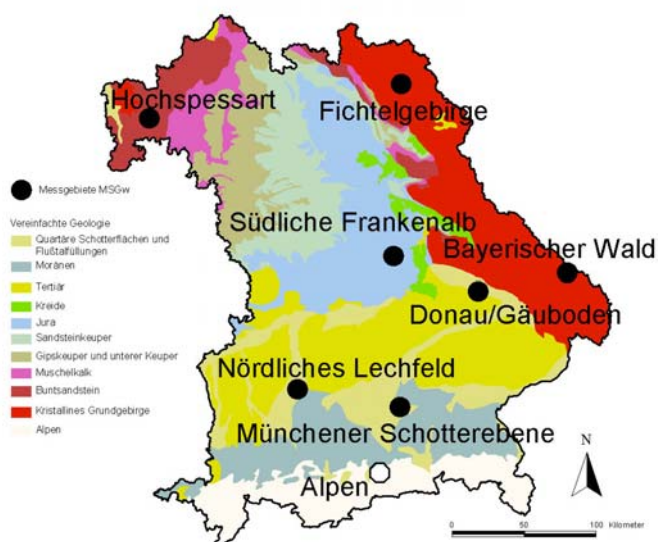 Hochspessart
Fichtelgebirge
Messgebiete MSGw
Vereinfachte Geologie
Quartäre Schotterflächen und
Flußtalfüllungen
Moränen
Tertiär
Kreide
Jura
Sandsteinkeuper
Gipskeuper und unterer Keuper
Muschelkalk
Buntsandstein
Kristallines Grundgebirge
Alpen
Südliche Frankenalb
Bayerischer Wald
Donau/Gäuboden
Nördliches Lechfeld
Münchener Schotterebene
Alpen
N
0 50 100 Kilometer